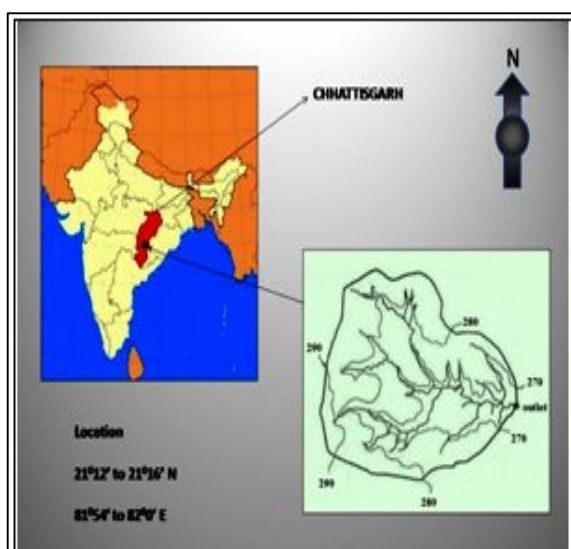 N
CHHATTISGARH
280
290
270
outlet
270
290
280
Location
21°12' to 21°16' N
81°54' to 82°0' E